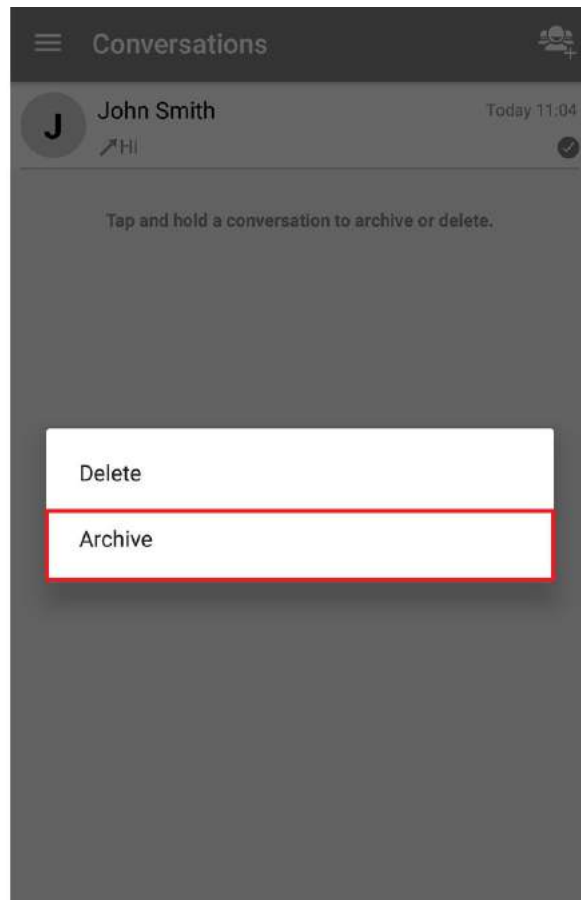 Conversations
John Smith
Today 11:04
J
Hi
Tap and hold a conversation to archive or delete.
Delete
Archive